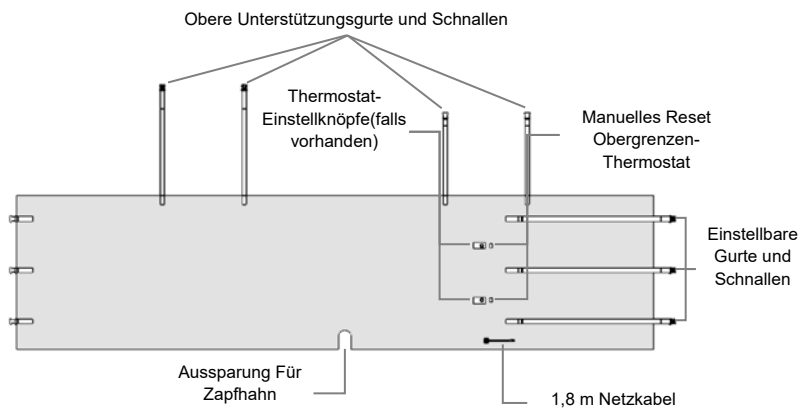 Obere Unterstützungsgurte und Schnallen
Thermostat-
Einstellknöpfe(falls
vorhanden)
Manuelles Reset
Obergrenzen-
Thermostat
Einstellbare
Gurte und
Schnallen
Aussparung Für
Zapfhahn
1,8 m Netzkabel